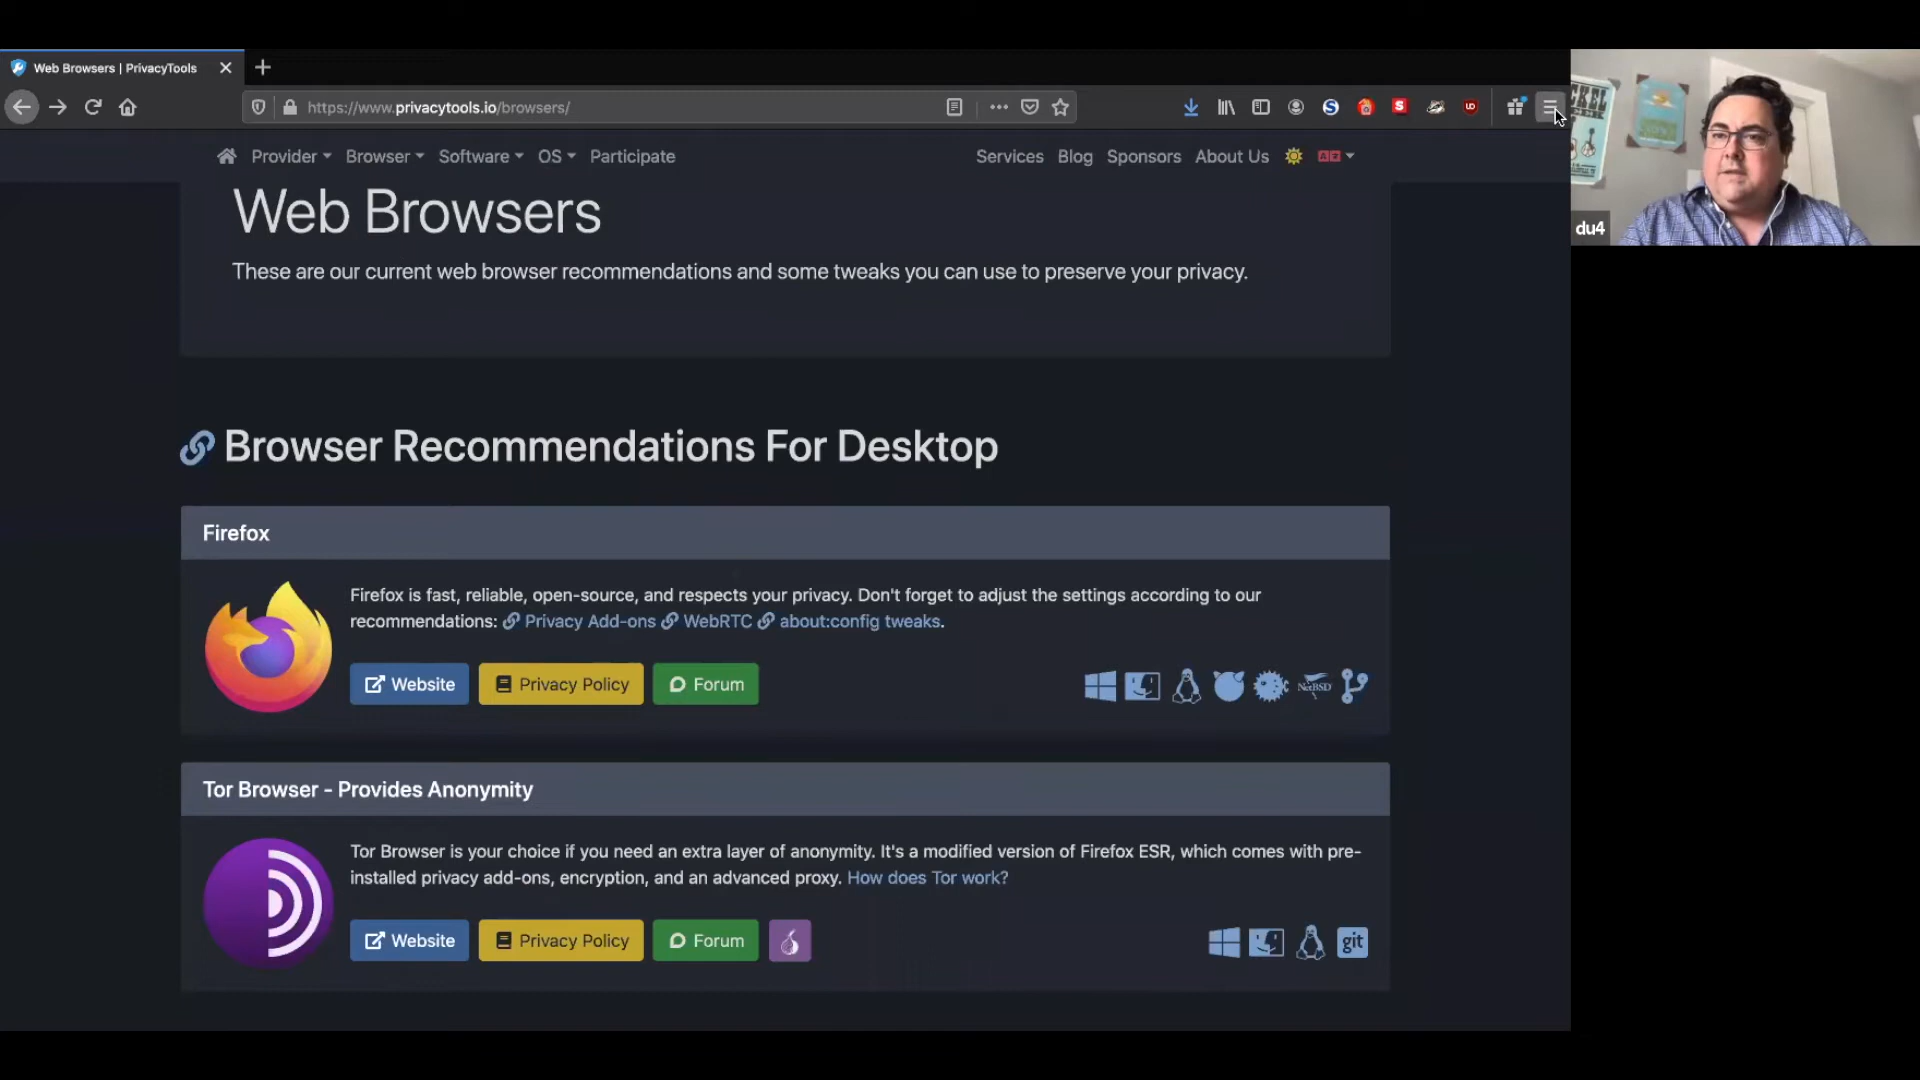 Web Browsers | PrivacyTools
https://www.privacytools.io/browsers/
Provider Browser Software OS Participate Services Blog Sponsors About Us
Web Browsers
These are our current web browser recommendations and some tweaks you can use to preserve your privacy.
Browser Recommendations For Desktop
Firefox
Firefox is fast, reliable, open-source, and respects your privacy. Don't forget to adjust the settings according to our
recommendations: Privacy Add-ons WebRTC about:config tweaks.
Website Privacy Policy Forum
NetBSD
Tor Browser - Provides Anonymity
Tor Browser is your choice if you need an extra layer of anonymity. It's a modified version of Firefox ESR, which comes with pre-
installed privacy add-ons, encryption, and an advanced proxy. How does Tor work?
Website Privacy Policy Forum
git
du4